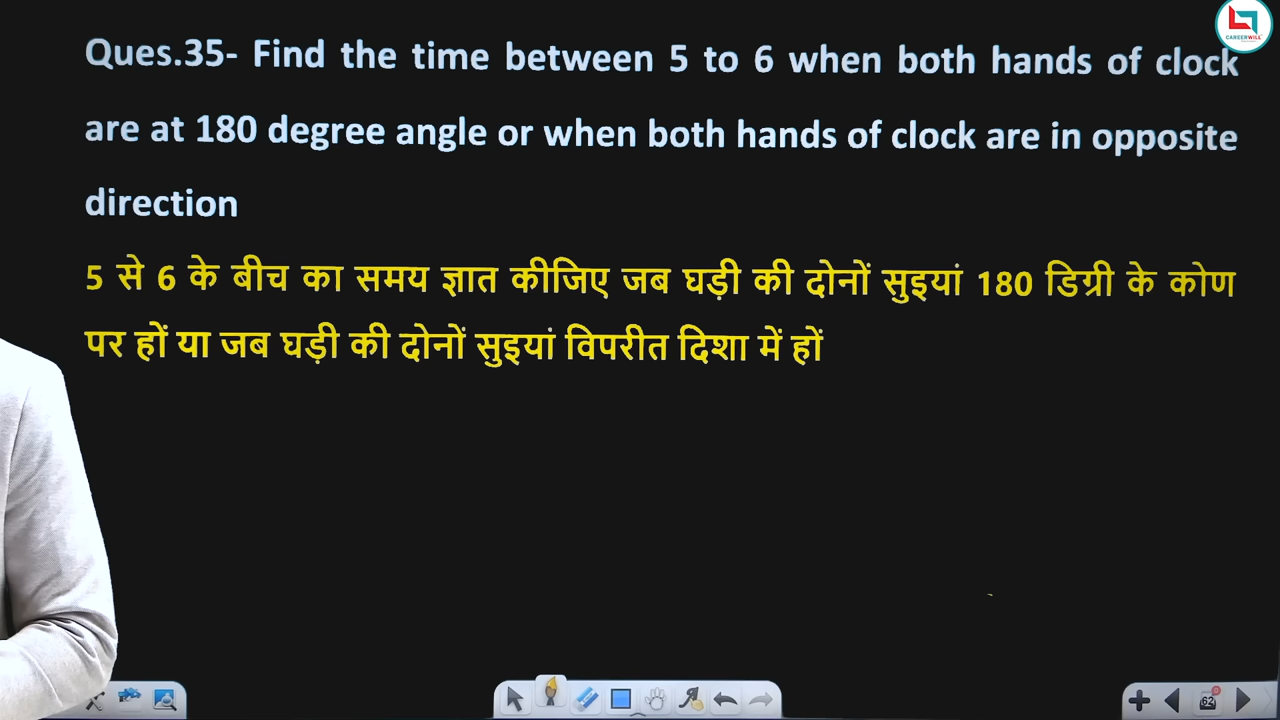 CAREERWILL
Ques.35- Find the time between 5 to 6 when both hands of clock
are at 180 degree angle or when both hands of clock are in opposite
direction
5 से 6 के बीच का समय ज्ञात कीजिए जब घड़ी की दोनों सुइयां 180 डिग्री के कोण
पर हों या जब घड़ी की दोनों सुइयां विपरीत दिशा में हों
62